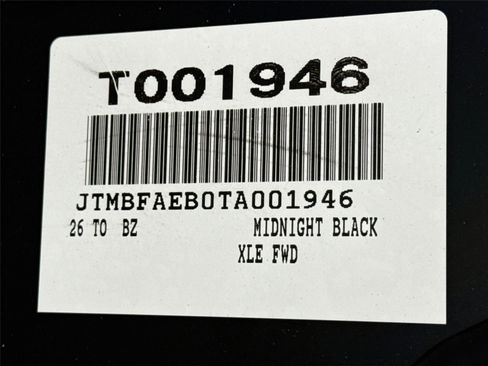 T001946
JTMBFAEB0TA001946
26 TO BZ MIDNIGHT BLACK
XLE FWD